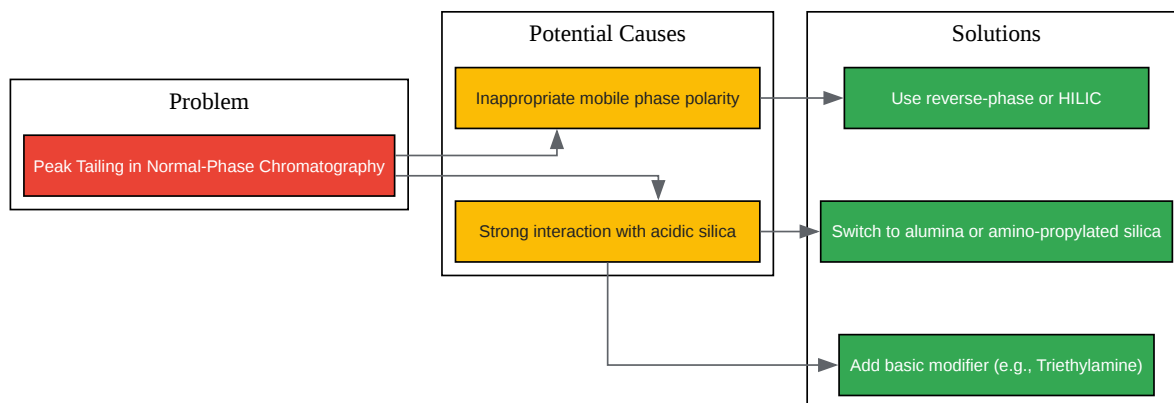 Problem
Peak Tailing in Normal-Phase Chromatography
Potential Causes
Inappropriate mobile phase polarity
Strong interaction with acidic silica
Solutions
Use reverse-phase or HILIC
Switch to alumina or amino-propylated silica
Add basic modifier (e.g., Triethylamine)